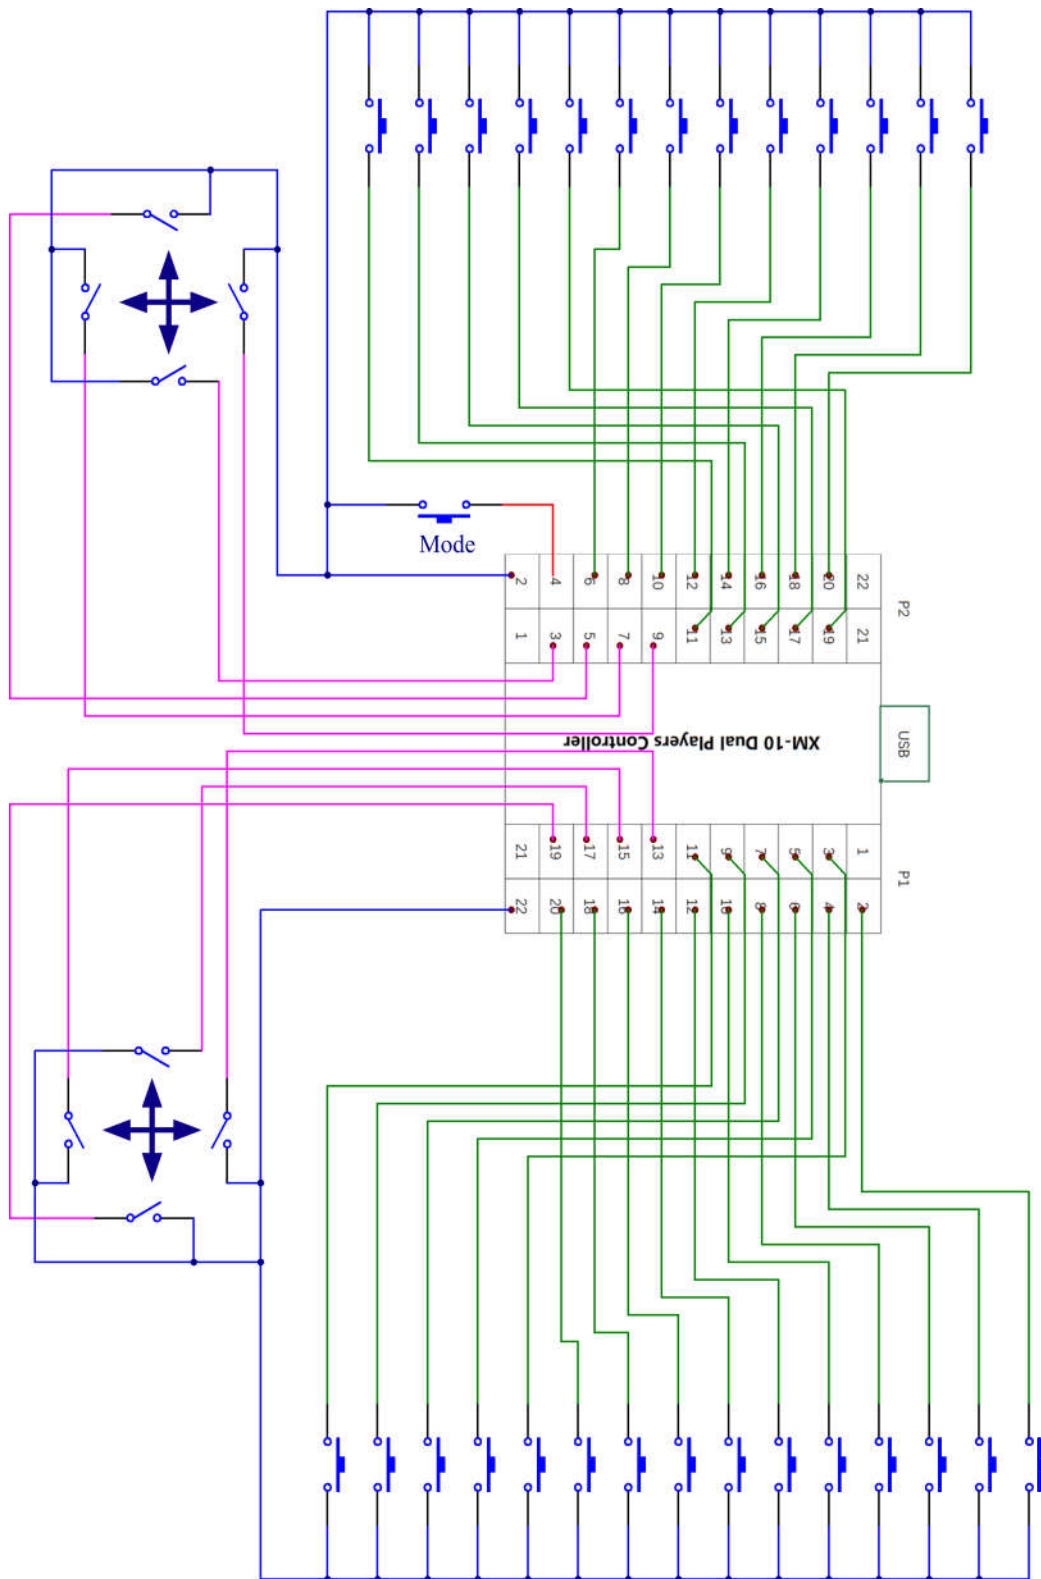 Mode
2 4 6 8 10 12 14 16 18 20 22
P2
1 3 5 7 9 11 13 15 17 19 21
XM-10 Dual Players Controller
USB
21 19 17 15 13 11 9 7 5 3 1
P1
22 20 18 16 14 12 10 8 6 4 2